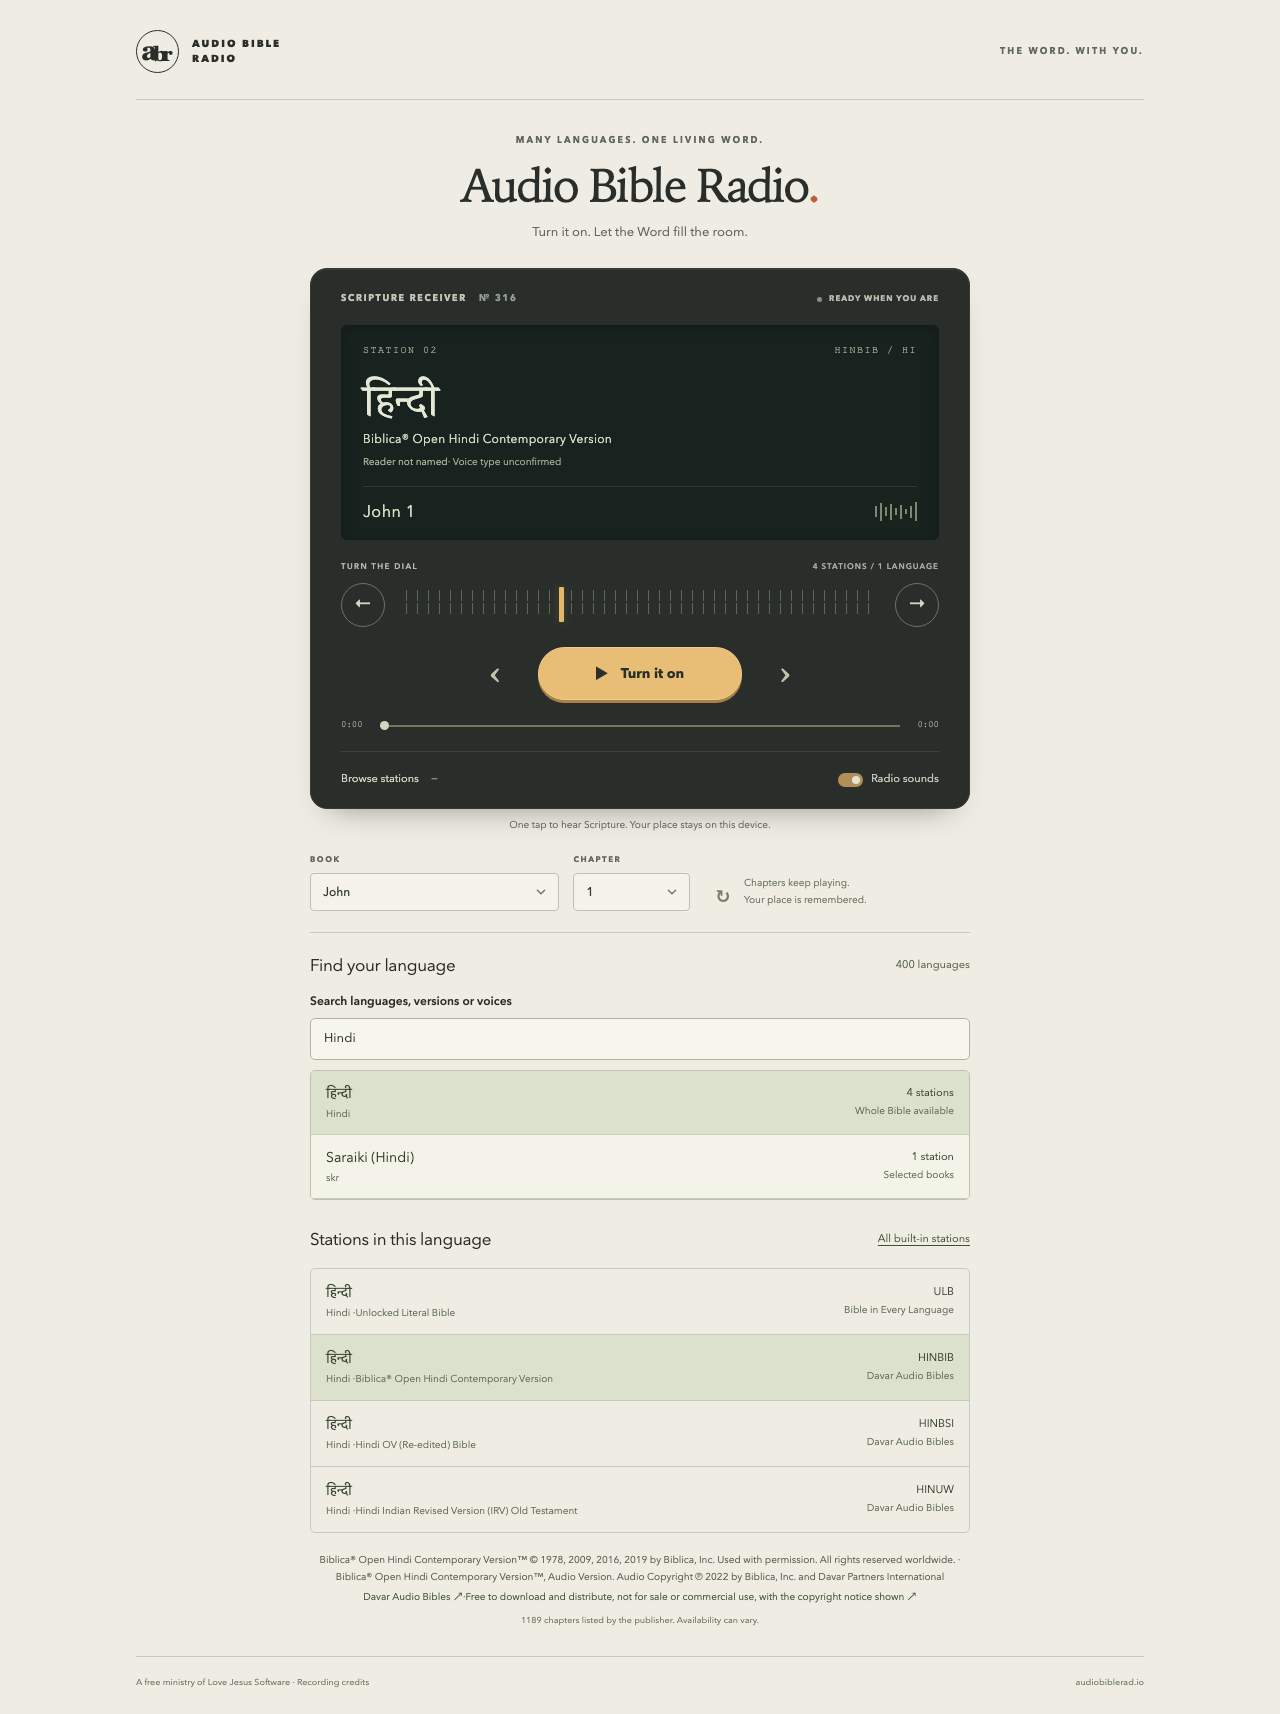 abr
AUDIO BIBLE
RADIO
THE WORD. WITH YOU.
MANY LANGUAGES. ONE LIVING WORD.
Audio Bible Radio.
Turn it on. Let the Word fill the room.
SCRIPTURE RECEIVER № 316
READY WHEN YOU ARE
STATION 02
HINBIB / HI
हिन्दी
Biblica® Open Hindi Contemporary Version
Reader not named· Voice type unconfirmed
John 1
TURN THE DIAL
4 STATIONS / 1 LANGUAGE
←
→
‹
▶ Turn it on
›
0:00
0:00
Browse stations −
Radio sounds
One tap to hear Scripture. Your place stays on this device.
BOOK
CHAPTER
John
1
↻
Chapters keep playing.
Your place is remembered.
Find your language
400 languages
Search languages, versions or voices
Hindi
हिन्दी
4 stations
Hindi
Whole Bible available
Saraiki (Hindi)
1 station
skr
Selected books
Stations in this language
All built-in stations
हिन्दी
ULB
Hindi ·Unlocked Literal Bible
Bible in Every Language
हिन्दी
HINBIB
Hindi ·Biblica® Open Hindi Contemporary Version
Davar Audio Bibles
हिन्दी
HINBSI
Hindi ·Hindi OV (Re-edited) Bible
Davar Audio Bibles
हिन्दी
HINUW
Hindi ·Hindi Indian Revised Version (IRV) Old Testament
Davar Audio Bibles
Biblica® Open Hindi Contemporary Version™ © 1978, 2009, 2016, 2019 by Biblica, Inc. Used with permission. All rights reserved worldwide. ·
Biblica® Open Hindi Contemporary Version™, Audio Version. Audio Copyright ℗ 2022 by Biblica, Inc. and Davar Partners International
Davar Audio Bibles ↗·Free to download and distribute, not for sale or commercial use, with the copyright notice shown ↗
1189 chapters listed by the publisher. Availability can vary.
A free ministry of Love Jesus Software · Recording credits
audiobiblerad.io